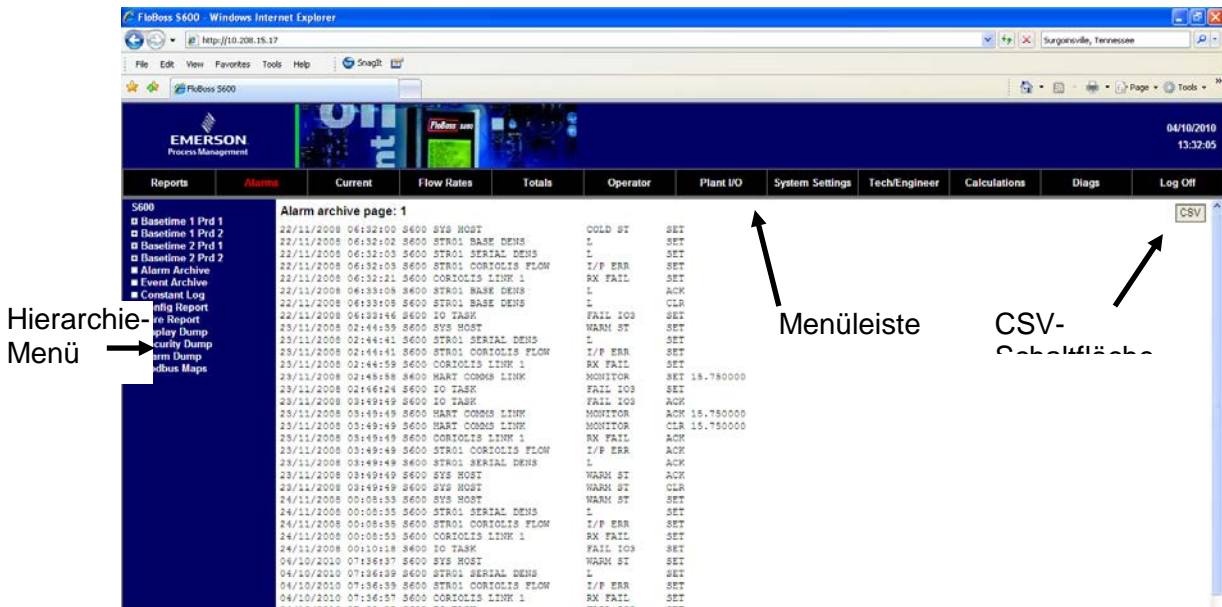 FloBoss S600 - Windows Internet Explorer
http://10.208.15.17
Surgoinsville, Tennessee
File Edit View Favorites Tools Help SnagIt
FloBoss S600
Page Tools
EMERSON
Process Management
FloBoss S600
04/10/2010
13:32:05
Reports Alarms Current Flow Rates Totals Operator Plant I/O System Settings Tech/Engineer Calculations Diags Log Off
S600
Basetime 1 Prd 1
Basetime 1 Prd 2
Basetime 2 Prd 1
Basetime 2 Prd 2
Alarm Archive
Event Archive
Constant Log
nfig Report
re Report
play Dump
curity Dump
arm Dump
dbus Maps
Hierarchie-
Menü
Alarm archive page: 1
CSV
22/11/2008 06:32:00 S600 SYS HOST COLD ST SET
22/11/2008 06:32:02 S600 STR01 BASE DENS L SET
22/11/2008 06:32:03 S600 STR01 SERIAL DENS L SET
22/11/2008 06:32:03 S600 STR01 CORIOLIS FLOW I/P ERR SET
22/11/2008 06:32:21 S600 CORIOLIS LINK 1 RX FAIL SET
22/11/2008 06:33:05 S600 STR01 BASE DENS L ACK
22/11/2008 06:33:05 S600 STR01 BASE DENS L CLR
22/11/2008 06:33:46 S600 IO TASK FAIL IO3 SET
23/11/2008 02:44:39 S600 SYS HOST WARM ST SET
23/11/2008 02:44:41 S600 STR01 SERIAL DENS L SET
23/11/2008 02:44:41 S600 STR01 CORIOLIS FLOW I/P ERR SET
23/11/2008 02:44:59 S600 CORIOLIS LINK 1 RX FAIL SET
23/11/2008 02:45:58 S600 HART COMMS LINK MONITOR SET 15.750000
23/11/2008 02:46:24 S600 IO TASK FAIL IO3 SET
23/11/2008 03:49:49 S600 IO TASK FAIL IO3 ACK
23/11/2008 03:49:49 S600 HART COMMS LINK MONITOR ACK 15.750000
23/11/2008 03:49:49 S600 HART COMMS LINK MONITOR CLR 15.750000
23/11/2008 03:49:49 S600 CORIOLIS LINK 1 RX FAIL ACK
23/11/2008 03:49:49 S600 STR01 CORIOLIS FLOW I/P ERR ACK
23/11/2008 03:49:49 S600 STR01 SERIAL DENS L ACK
23/11/2008 03:49:49 S600 SYS HOST WARM ST ACK
23/11/2008 03:49:49 S600 SYS HOST WARM ST CLR
24/11/2008 00:08:33 S600 SYS HOST WARM ST SET
24/11/2008 00:08:35 S600 STR01 SERIAL DENS L SET
24/11/2008 00:08:35 S600 STR01 CORIOLIS FLOW I/P ERR SET
24/11/2008 00:08:53 S600 CORIOLIS LINK 1 RX FAIL SET
24/11/2008 00:10:18 S600 IO TASK FAIL IO3 SET
04/10/2010 07:36:37 S600 SYS HOST WARM ST SET
04/10/2010 07:36:39 S600 STR01 SERIAL DENS L SET
04/10/2010 07:36:39 S600 STR01 CORIOLIS FLOW I/P ERR SET
04/10/2010 07:36:57 S600 CORIOLIS LINK 1 RX FAIL SET
Menüleiste
CSV-
Schaltfläche